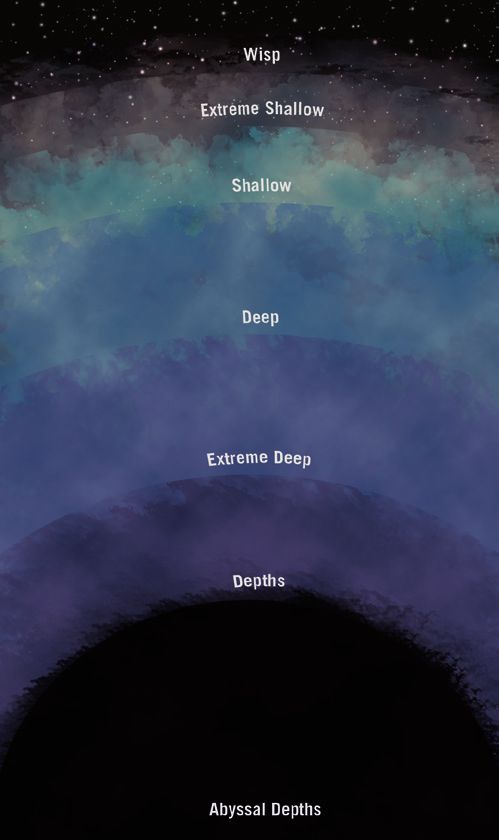 Wisp
Extreme Shallow
Shallow
Deep
Extreme Deep
Depths
Abyssal Depths